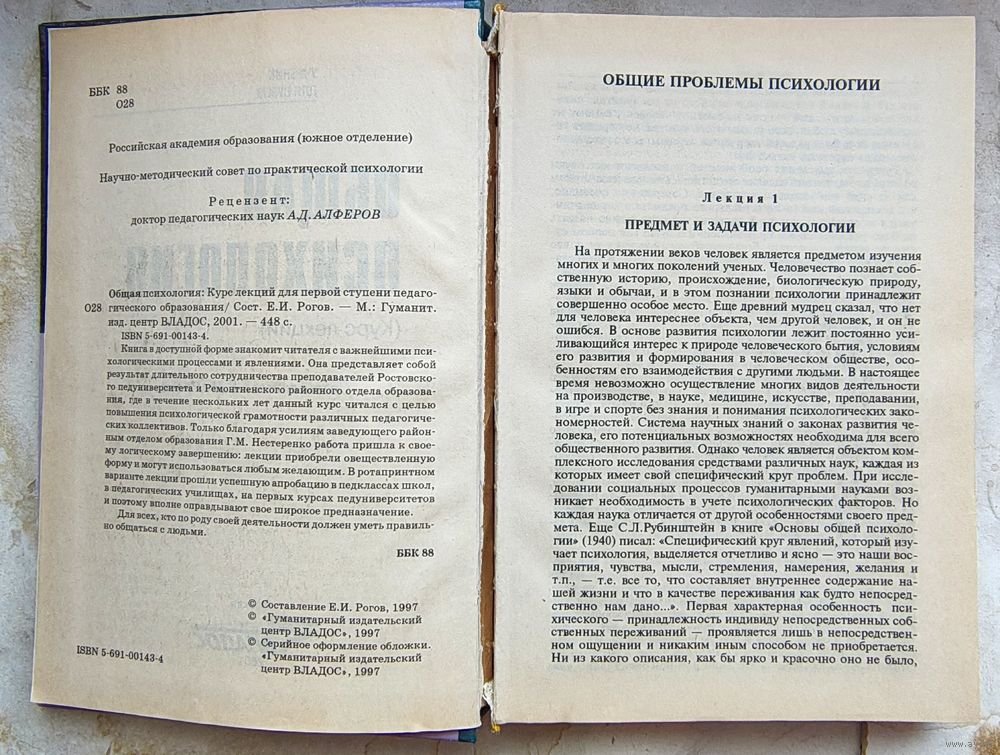 ББК 88
О28
Российская академия образования (южное отделение)
Научно-методический совет по практической психологии
Рецензент:
доктор педагогических наук А.Д. АЛФЕРОВ
Общая психология: Курс лекций для первой ступени педаго-
О28 гического образования/ Сост. Е.И. Рогов. — М.: Гуманит.
изд. центр ВЛАДОС, 2001. — 448 с.
ISBN 5-691-00143-4.
Книга в доступной форме знакомит читателя с важнейшими пси-
хологическими процессами и явлениями. Она представляет собой
результат длительного сотрудничества преподавателей Ростовско-
го педуниверситета и Ремонтненского районного отдела образова-
ния, где в течение нескольких лет данный курс читался с целью
повышения психологической грамотности различных педагогиче-
ских коллективов. Только благодаря усилиям заведующего район-
ным отделом образования Г.М. Нестеренко работа пришла к свое-
му логическому завершению: лекции приобрели овеществленную
форму и могут использоваться любым желающим. В ротапринтном
варианте лекции прошли успешную апробацию в педклассах школ,
в педагогических училищах, на первых курсах педуниверситетов
и поэтому вполне оправдывают свое широкое предназначение.
Для всех, кто по роду своей деятельности должен уметь правиль-
но общаться с людьми.
ББК 88
© Составление Е.И. Рогов, 1997
© «Гуманитарный издательский
центр ВЛАДОС», 1997
© Серийное оформление обложки.
«Гуманитарный издательский
центр ВЛАДОС», 1997
ISBN 5-691-00143-4
ОБЩИЕ ПРОБЛЕМЫ ПСИХОЛОГИИ
Лекция 1
ПРЕДМЕТ И ЗАДАЧИ ПСИХОЛОГИИ
На протяжении веков человек является предметом изучения
многих и многих поколений ученых. Человечество познает соб-
ственную историю, происхождение, биологическую природу,
языки и обычаи, и в этом познании психологии принадлежит
совершенно особое место. Еще древний мудрец сказал, что нет
для человека интереснее объекта, чем другой человек, и он не
ошибся. В основе развития психологии лежит постоянно уси-
ливающийся интерес к природе человеческого бытия, условиям
его развития и формирования в человеческом обществе, осо-
бенностям его взаимодействия с другими людьми. В настоящее
время невозможно осуществление многих видов деятельности
на производстве, в науке, медицине, искусстве, преподавании,
в игре и спорте без знания и понимания психологических зако-
номерностей. Система научных знаний о законах развития че-
ловека, его потенциальных возможностях необходима для всего
общественного развития. Однако человек является объектом ком-
плексного исследования средствами различных наук, каждая из
которых имеет свой специфический круг проблем. При иссле-
довании социальных процессов гуманитарными науками воз-
никает необходимость в учете психологических факторов. Но
каждая наука отличается от другой особенностями своего пред-
мета. Еще С.Л.Рубинштейн в книге «Основы общей психоло-
гии» (1940) писал: «Специфический круг явлений, который изу-
чает психология, выделяется отчетливо и ясно — это наши вос-
приятия, чувства, мысли, стремления, намерения, желания и
т.п., — т.е. все то, что составляет внутреннее содержание на-
шей жизни и что в качестве переживания как будто непосред-
ственно нам дано...». Первая характерная особенность пси-
хического — принадлежность индивиду непосредственных соб-
ственных переживаний — проявляется лишь в непосредствен-
ном ощущении и никаким иным способом не приобретается.
Ни из какого описания, как бы ярко и красочно оно не было,